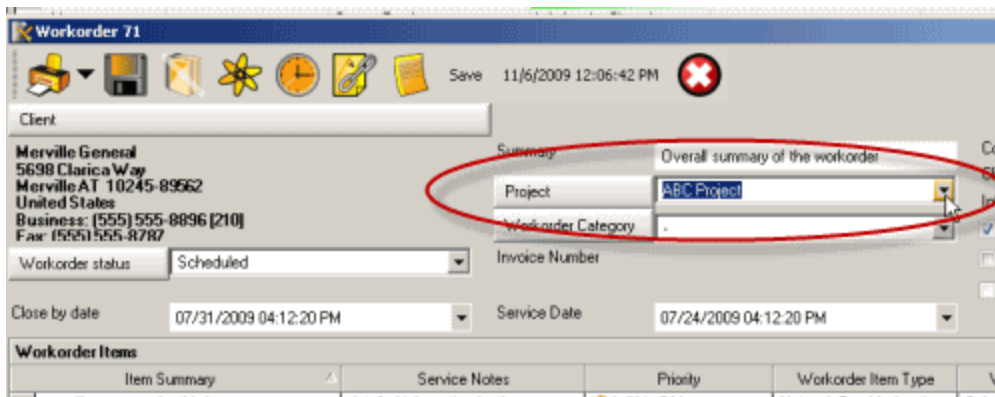 Workorder 71
Save 11/6/2009 12:06:42 PM
Client
Merville General
5698 Clarica Way
Merville AT 10245-89562
United States
Business: (555) 555-8896 [210]
Fax: (555) 555-8787
Summary Overall summary of the workorder
Project ABC Project
Workorder Category .
Workorder status Scheduled
Invoice Number
Close by date 07/31/2009 04:12:20 PM
Service Date 07/24/2009 04:12:20 PM
Workorder Items
Item Summary Service Notes Priority Workorder Item Type